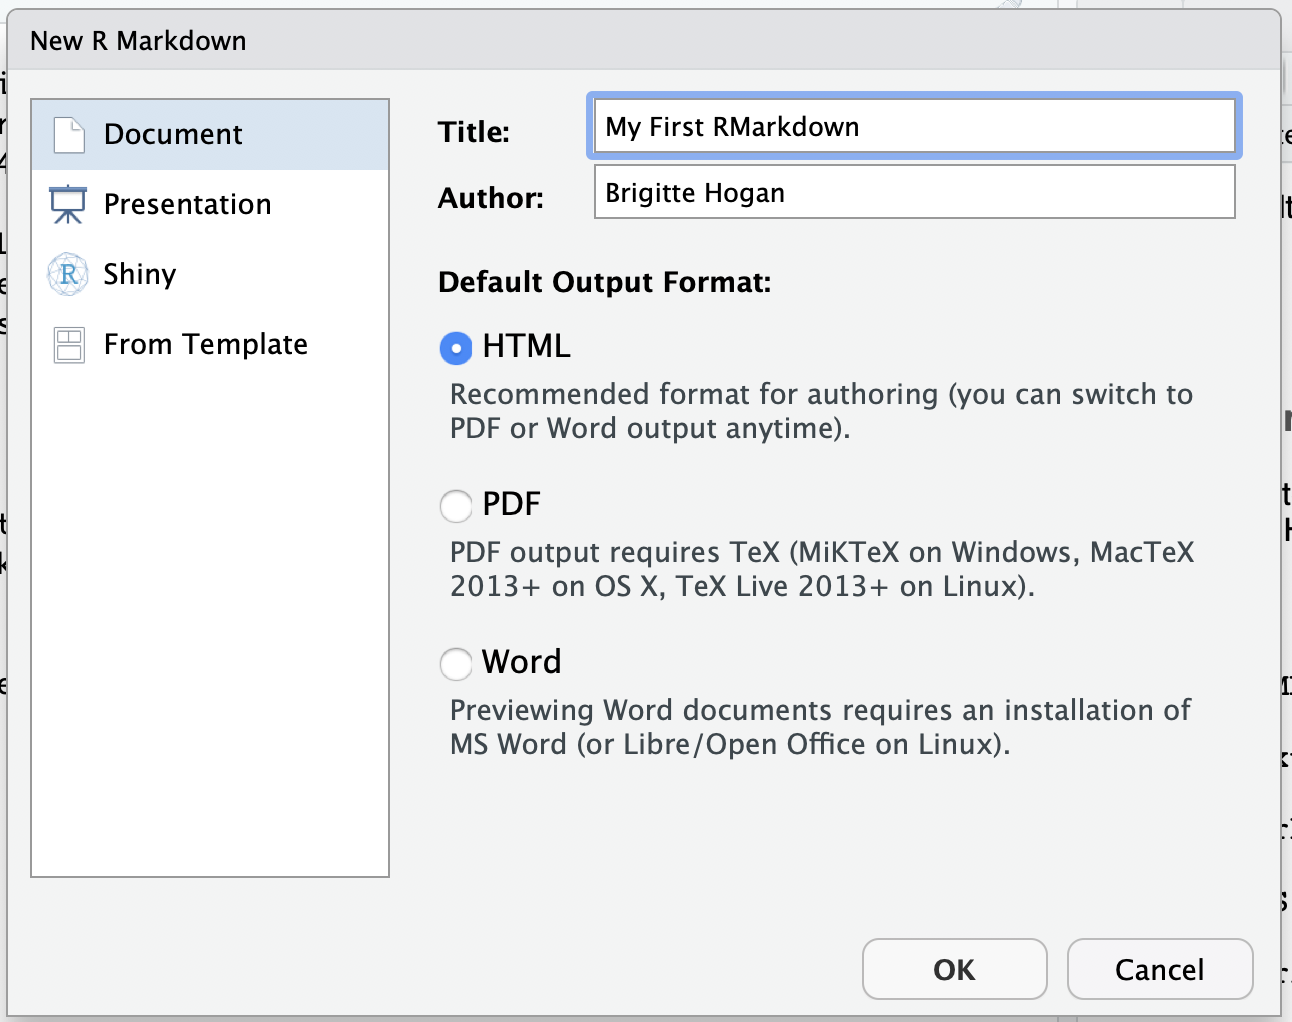 New R Markdown
Document
Presentation
Shiny
From Template
Title:
My First RMarkdown
Author:
Brigitte Hogan
Default Output Format:
HTML
Recommended format for authoring (you can switch to
PDF or Word output anytime).
PDF
PDF output requires TeX (MiKTeX on Windows, MacTeX
2013+ on OS X, TeX Live 2013+ on Linux).
Word
Previewing Word documents requires an installation of
MS Word (or Libre/Open Office on Linux).
OK
Cancel